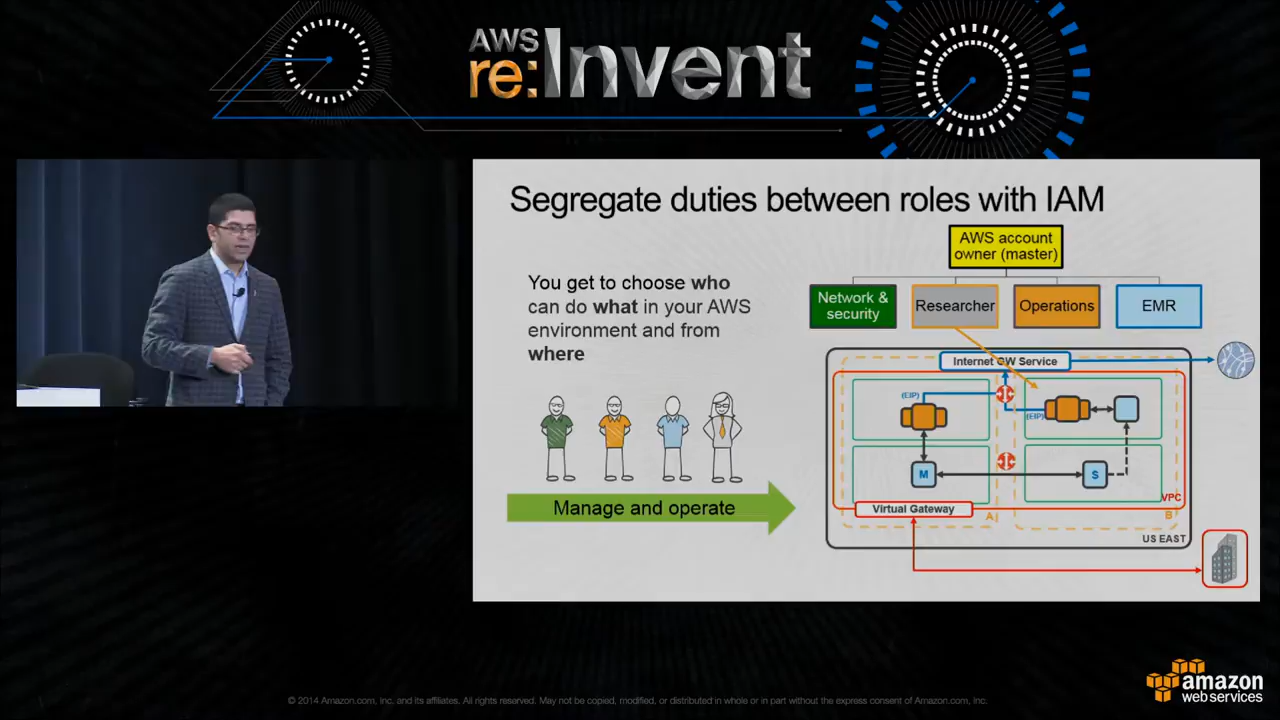 AWS
re:Invent
Segregate duties between roles with IAM
AWS account
owner (master)
You get to choose who
can do what in your AWS
environment and from
where
Network &
security
Researcher
Operations
EMR
Internet GW Service
(EIP)
(EIP)
M
S
Manage and operate
Virtual Gateway
A
VPC
B
US EAST
amazon
web services
© 2014 Amazon.com, Inc. and its affiliates. All rights reserved. May not be copied, modified, or distributed in whole or in part without the express consent of Amazon.com, Inc.